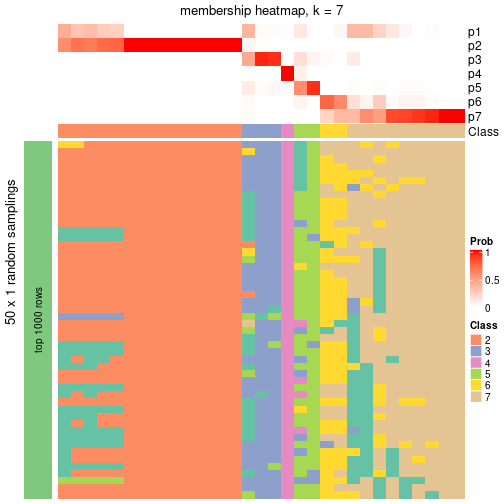 membership heatmap, k = 7
p1
p2
p3
p4
p5
p6
p7
Class
50 x 1 random samplings
top 1000 rows
Prob
1
0.5
0
Class
2
3
4
5
6
7